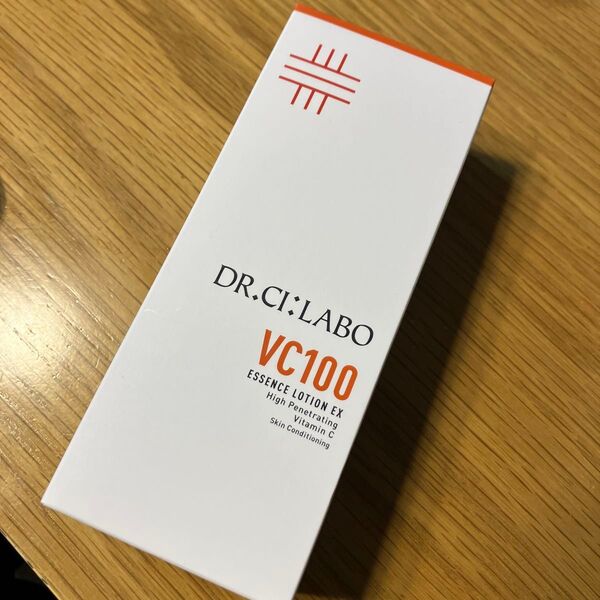 DR.CI:LABO
VC100
ESSENCE LOTION EX
High Penetrating
Vitamin C
Skin Conditioning